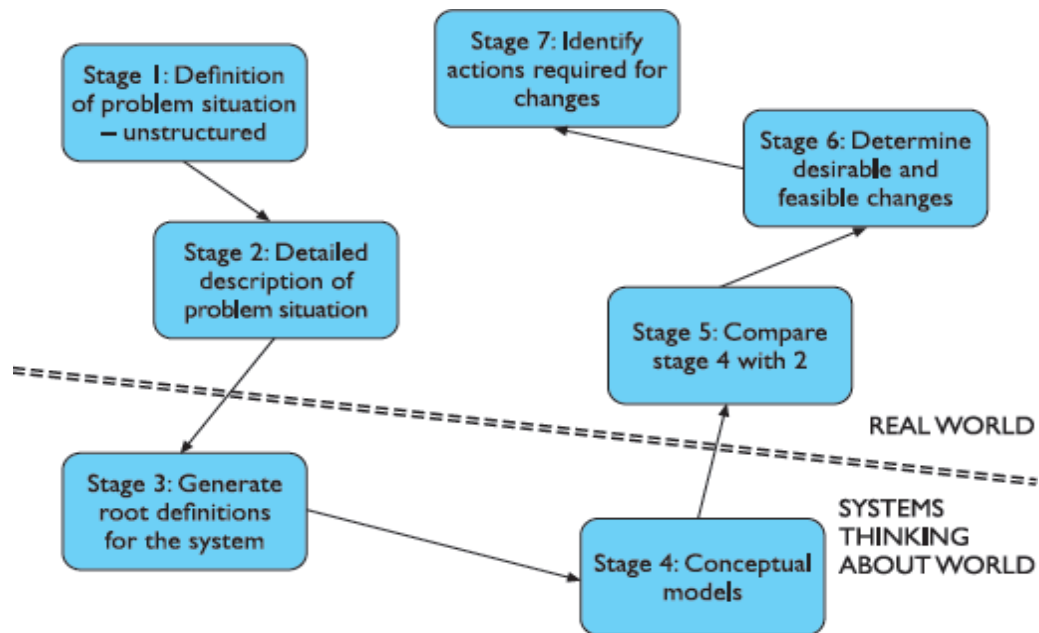 Stage 1: Definition
of problem situation
– unstructured
Stage 2: Detailed
description of
problem situation
Stage 3: Generate
root definitions
for the system
Stage 4: Conceptual
models
Stage 5: Compare
stage 4 with 2
Stage 6: Determine
desirable and
feasible changes
Stage 7: Identify
actions required for
changes
REAL WORLD
SYSTEMS
THINKING
ABOUT WORLD